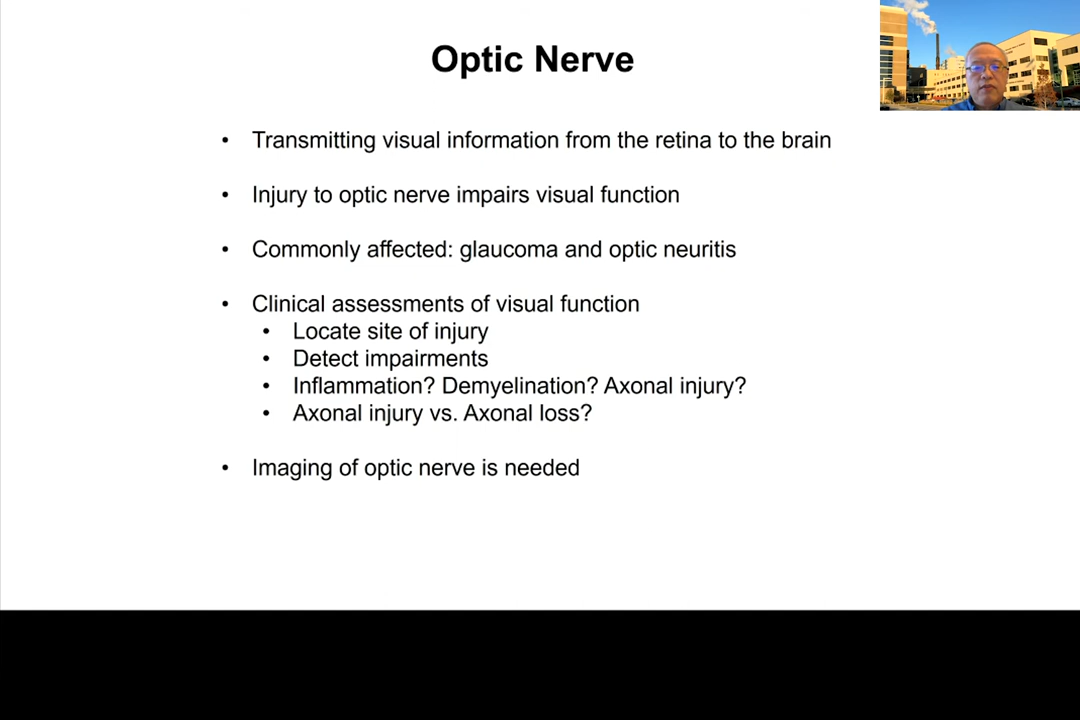 Optic Nerve
• Transmitting visual information from the retina to the brain
• Injury to optic nerve impairs visual function
• Commonly affected: glaucoma and optic neuritis
• Clinical assessments of visual function
• Locate site of injury
• Detect impairments
• Inflammation? Demyelination? Axonal injury?
• Axonal injury vs. Axonal loss?
• Imaging of optic nerve is needed